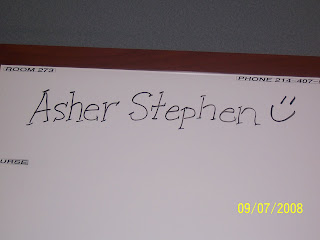 ROOM 273
PHONE 214 407-
Asher Stephen
URSE
09/07/2008